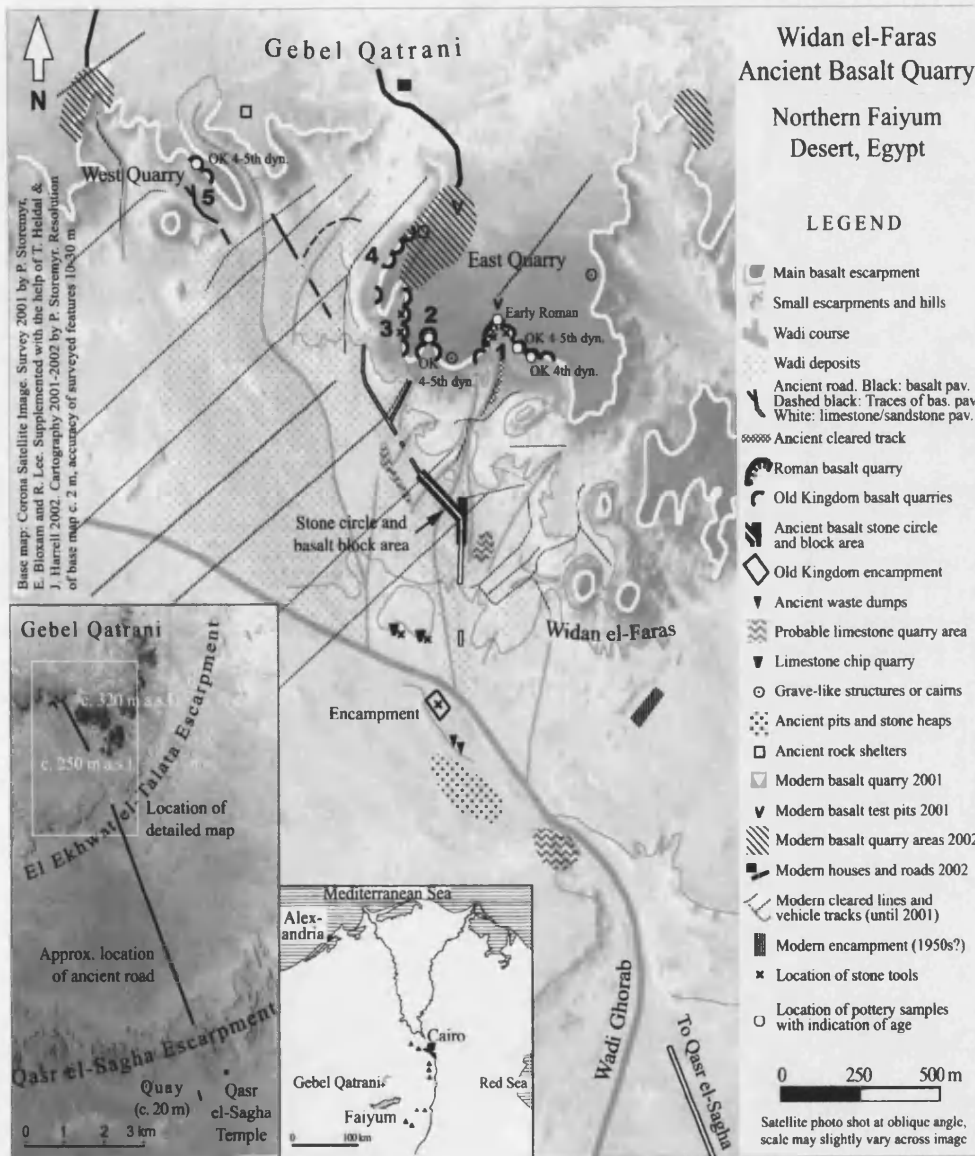 Widan el-Faras
Ancient Basalt Quarry
Northern Faiyum
Desert, Egypt
LEGEND
Main basalt escarpment
Small escarpments and hills
Wadi course
Wadi deposits
Ancient road. Black: basalt pav.
Dashed black: Traces of bas. pav.
White: limestone/sandstone pav.
Ancient cleared track
Roman basalt quarry
Old Kingdom basalt quarries
Ancient basalt stone circle
and block area
Old Kingdom encampment
Ancient waste dumps
Probable limestone quarry area
Limestone chip quarry
Grave-like structures or cairns
Ancient pits and stone heaps
Ancient rock shelters
Modern basalt quarry 2001
Modern basalt test pits 2001
Modern basalt quarry areas 2002
Modern houses and roads 2002
Modern cleared lines and
vehicle tracks (until 2001)
Modern encampment (1950s?)
Location of stone tools
Location of pottery samples
with indication of age
0 250 500 m
Satellite photo shot at oblique angle,
scale may slightly vary across image
N
Gebel Qatrani
OK 4-5th dyn.
West Quarry
5
4
East Quarry
Early Roman
3
2
1
OK 4-5th dyn.
OK
4-5th dyn.
OK 4th dyn.
Stone circle and
basalt block area
Widan el-Faras
Encampment
Wadi Ghorab
To Qasr el-Sagha
Base map: Corona Satellite Image. Survey 2001 by P. Storemyr,
E. Bloxam and R. Lee. Supplemented with the help of T. Heldal &
J. Harrell 2002. Cartography 2001-2002 by P. Storemyr. Resolution
of base map c. 2 m, accuracy of surveyed features 10-30 m
Gebel Qatrani
c. 320 m a.s.l.
c. 250 m a.s.l.
El Ekhwat el-Talata Escarpment
Location of
detailed map
Approx. location
of ancient road
Qasr el-Sagha Escarpment
Quay
(c. 20 m)
Qasr
el-Sagha
Temple
0 1 2 3 km
Mediterranean Sea
Alex-
andria
Cairo
Gebel Qatrani
Red Sea
Faiyum
0 100 km